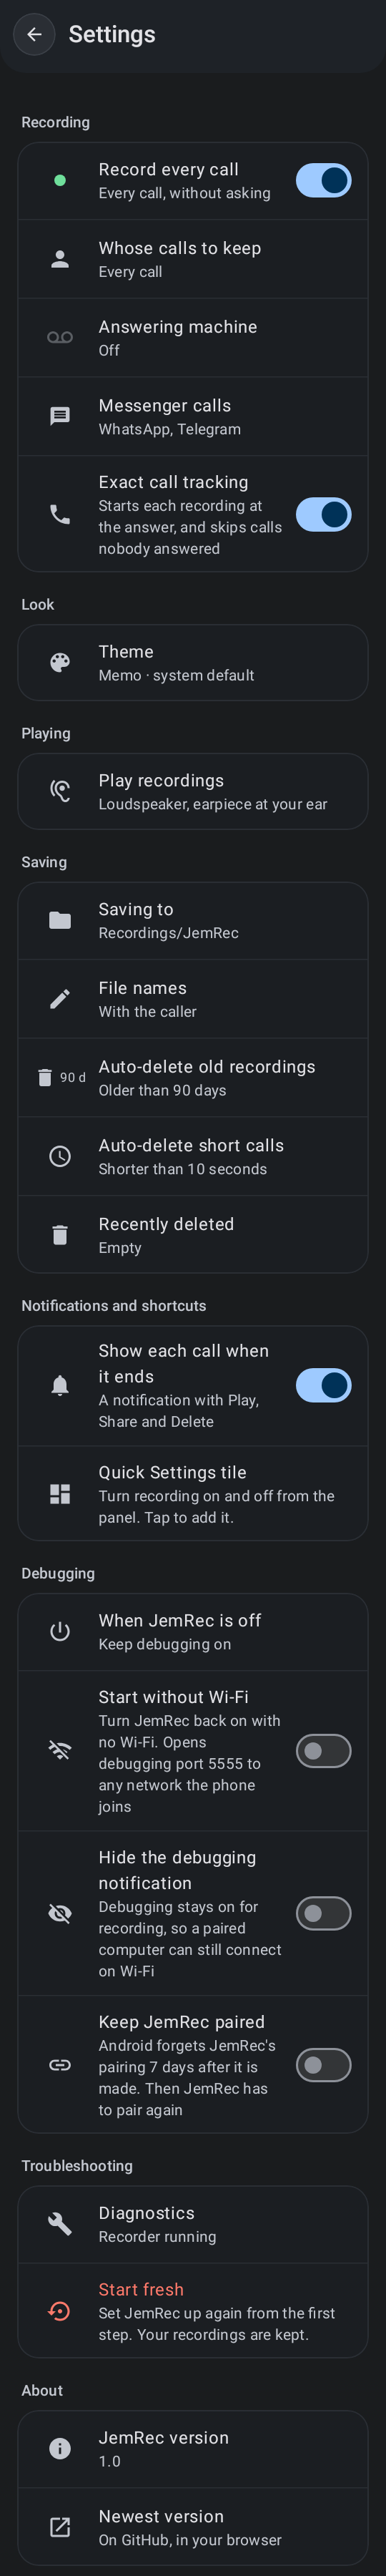 Settings
Recording
Record every call
Every call, without asking
Whose calls to keep
Every call
Answering machine
Off
Messenger calls
WhatsApp, Telegram
Exact call tracking
Starts each recording at
the answer, and skips calls
nobody answered
Look
Theme
Memo · system default
Playing
Play recordings
Loudspeaker, earpiece at your ear
Saving
Saving to
Recordings/JemRec
File names
With the caller
90 d
Auto-delete old recordings
Older than 90 days
Auto-delete short calls
Shorter than 10 seconds
Recently deleted
Empty
Notifications and shortcuts
Show each call when
it ends
A notification with Play,
Share and Delete
Quick Settings tile
Turn recording on and off from the
panel. Tap to add it.
Debugging
When JemRec is off
Keep debugging on
Start without Wi-Fi
Turn JemRec back on with
no Wi-Fi. Opens
debugging port 5555 to
any network the phone
joins
Hide the debugging
notification
Debugging stays on for
recording, so a paired
computer can still connect
on Wi-Fi
Keep JemRec paired
Android forgets JemRec's
pairing 7 days after it is
made. Then JemRec has
to pair again
Troubleshooting
Diagnostics
Recorder running
Start fresh
Set JemRec up again from the first
step. Your recordings are kept.
About
JemRec version
1.0
Newest version
On GitHub, in your browser